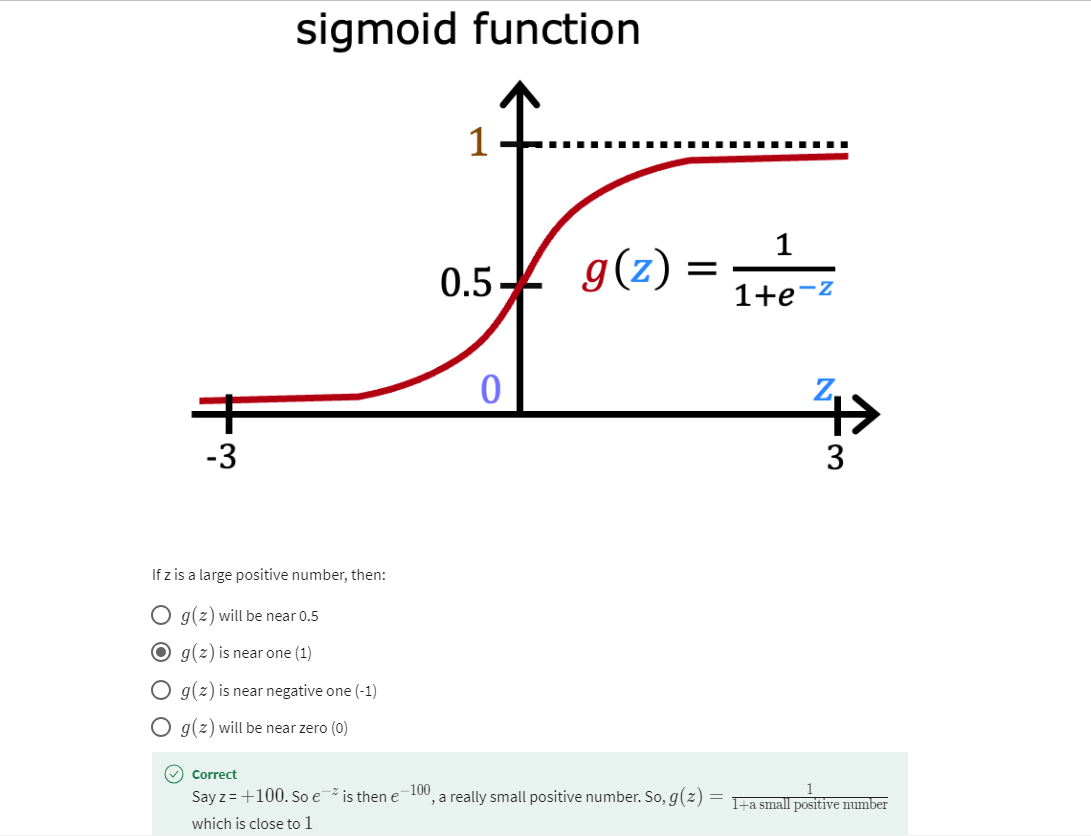 sigmoid function
1
0.5
g(z) = 1/1+e⁻ᶻ
0
z
-3
3
If z is a large positive number, then:
g(z) will be near 0.5
g(z) is near one (1)
g(z) is near negative one (-1)
g(z) will be near zero (0)
Correct
Say z = +100. So e⁻ᶻ is then e⁻¹⁰⁰, a really small positive number. So, g(z) = 1/1+a small positive number
which is close to 1